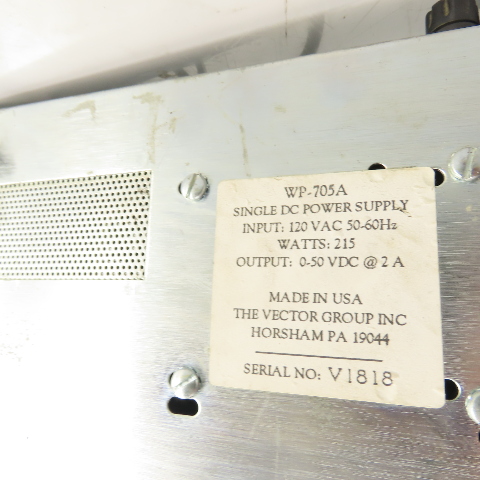 WP-705A
SINGLE DC POWER SUPPLY
INPUT: 120 VAC 50-60Hz
WATTS: 215
OUTPUT: 0-50 VDC @ 2 A
MADE IN USA
THE VECTOR GROUP INC
HORSHAM PA 19044
SERIAL NO: V1818